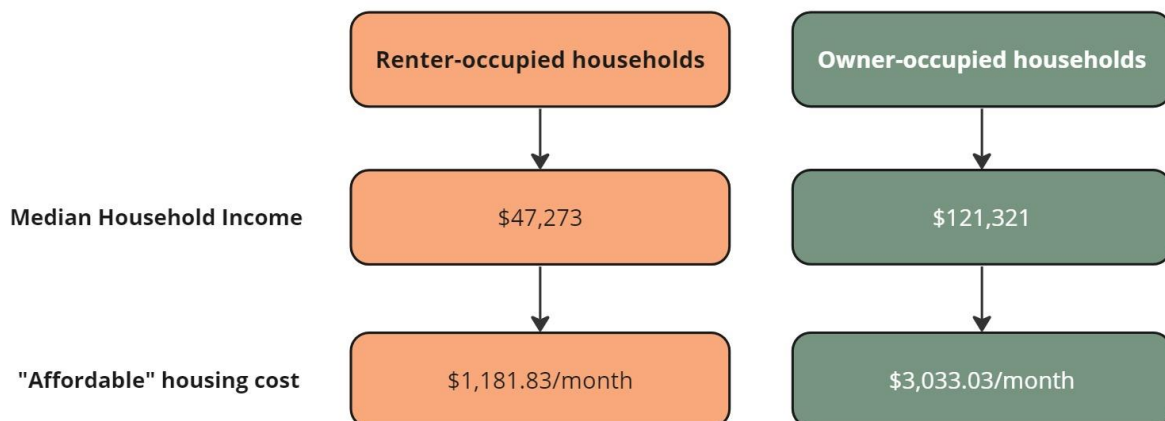 Renter-occupied households
Owner-occupied households
Median Household Income
$47,273
$121,321
"Affordable" housing cost
$1,181.83/month
$3,033.03/month